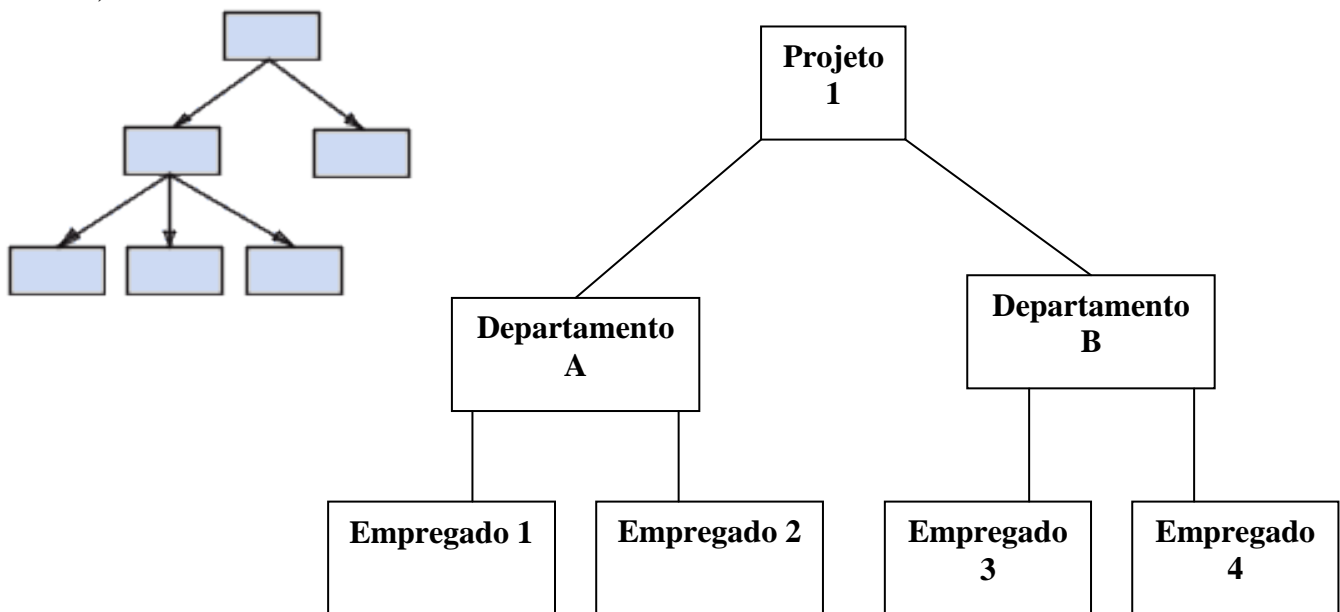 Projeto
1
Departamento
A
Departamento
B
Empregado 1
Empregado 2
Empregado
3
Empregado
4